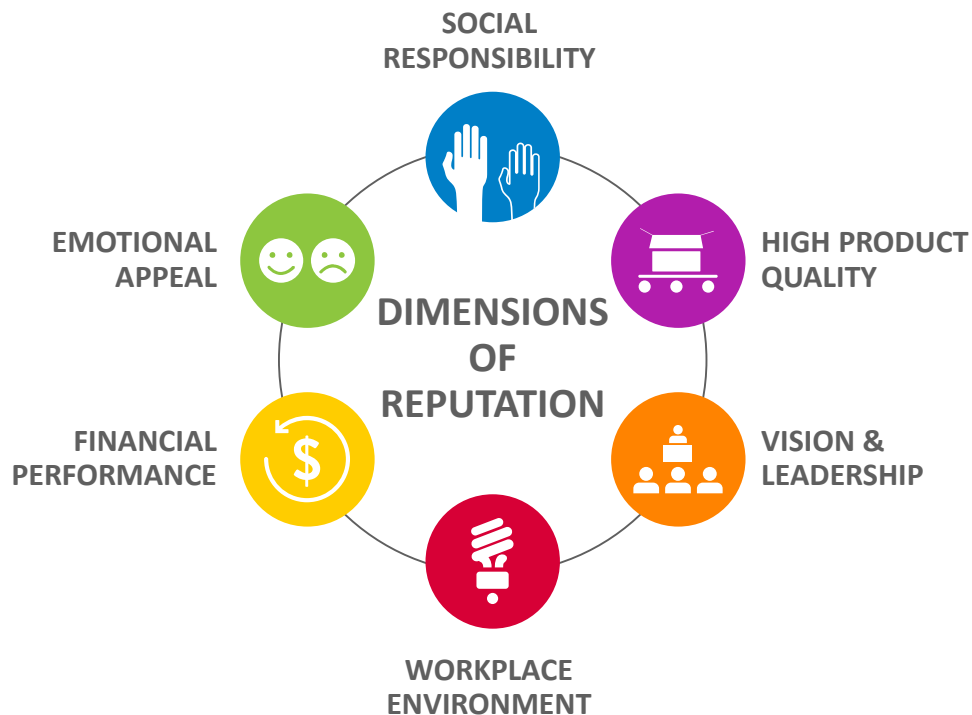 SOCIAL
RESPONSIBILITY
EMOTIONAL
APPEAL
HIGH PRODUCT
QUALITY
DIMENSIONS
OF
REPUTATION
FINANCIAL
PERFORMANCE
$
VISION &
LEADERSHIP
WORKPLACE
ENVIRONMENT